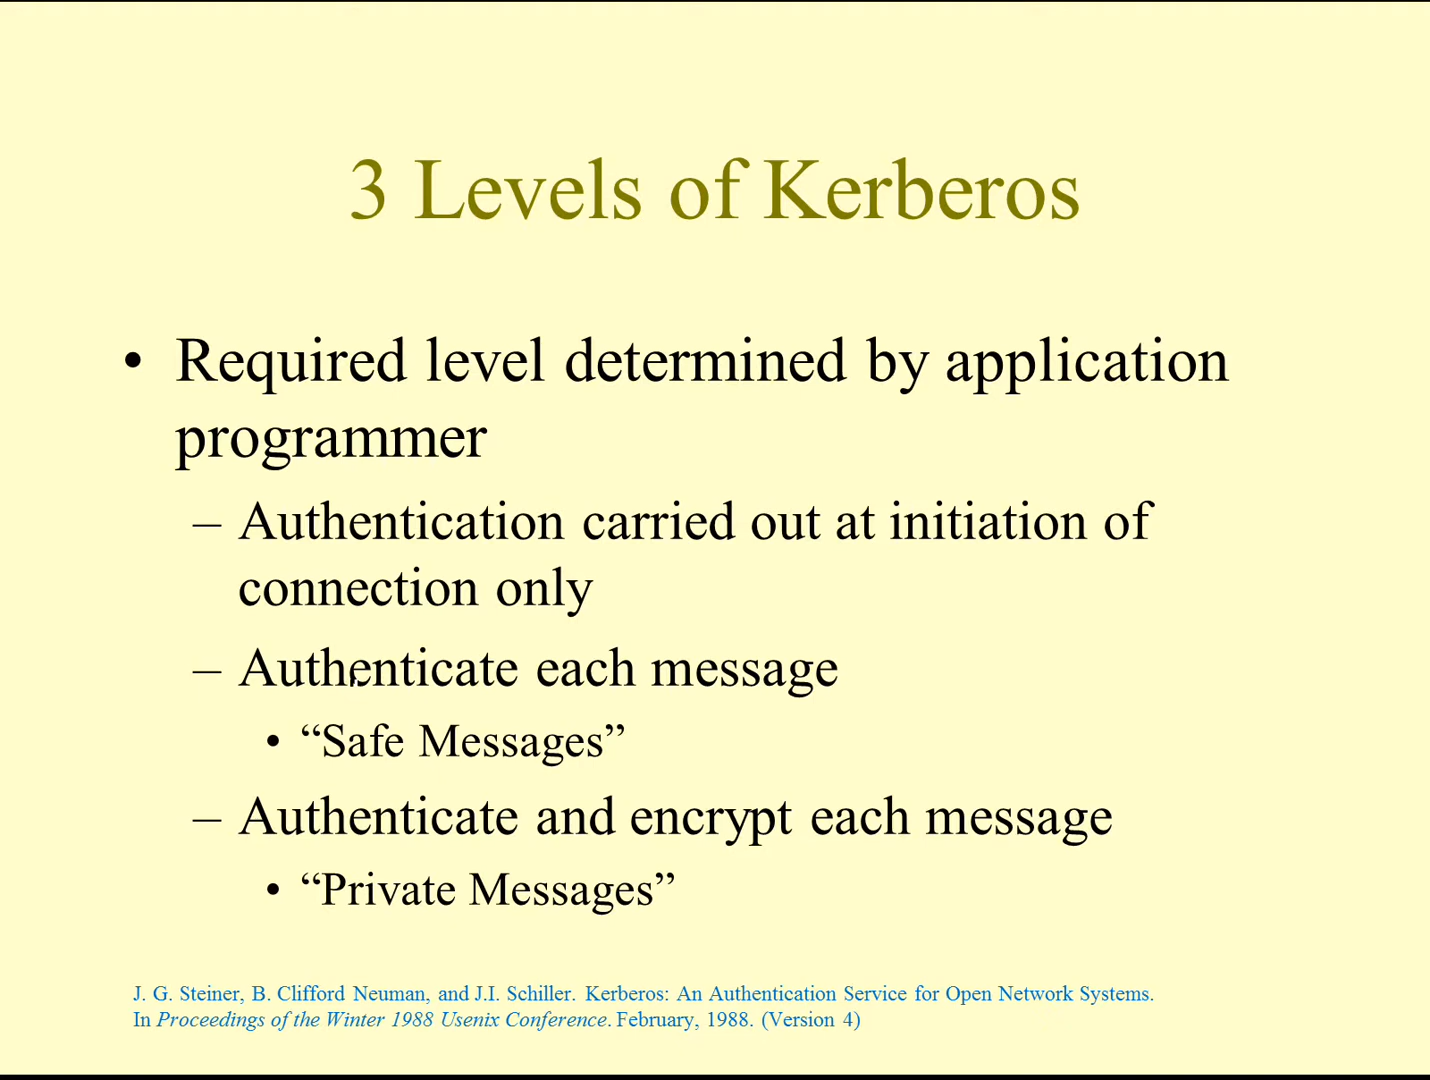 3 Levels of Kerberos
• Required level determined by application
programmer
– Authentication carried out at initiation of
connection only
– Authenticate each message
• “Safe Messages”
– Authenticate and encrypt each message
• “Private Messages”
J. G. Steiner, B. Clifford Neuman, and J.I. Schiller. Kerberos: An Authentication Service for Open Network Systems.
In Proceedings of the Winter 1988 Usenix Conference. February, 1988. (Version 4)